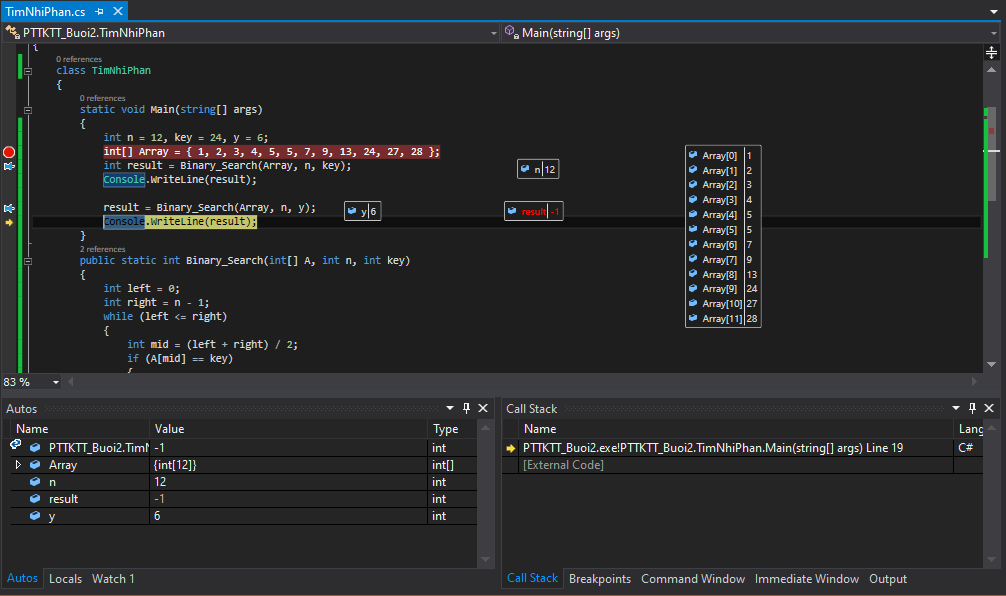 TimNhiPhan.cs
PTTKTT_Buoi2.TimNhiPhan
Main(string[] args)
{
0 references
class TimNhiPhan
{
0 references
static void Main(string[] args)
{
int n = 12, key = 24, y = 6;
int[] Array = { 1, 2, 3, 4, 5, 5, 7, 9, 13, 24, 27, 28 };
int result = Binary_Search(Array, n, key);
Console.WriteLine(result);
result = Binary_Search(Array, n, y);
Console.WriteLine(result);
}
2 references
public static int Binary_Search(int[] A, int n, int key)
{
int left = 0;
int right = n - 1;
while (left <= right)
{
int mid = (left + right) / 2;
if (A[mid] == key)
{
n 12
y 6
result -1
Array[0] 1
Array[1] 2
Array[2] 3
Array[3] 4
Array[4] 5
Array[5] 5
Array[6] 7
Array[7] 9
Array[8] 13
Array[9] 24
Array[10] 27
Array[11] 28
83 %
Autos
Name Value Type
PTTKTT_Buoi2.TimN -1 int
Array {int[12]} int[]
n 12 int
result -1 int
y 6 int
Autos Locals Watch 1
Call Stack
Name Lang
PTTKTT_Buoi2.exe!PTTKTT_Buoi2.TimNhiPhan.Main(string[] args) Line 19 C#
[External Code]
Call Stack Breakpoints Command Window Immediate Window Output